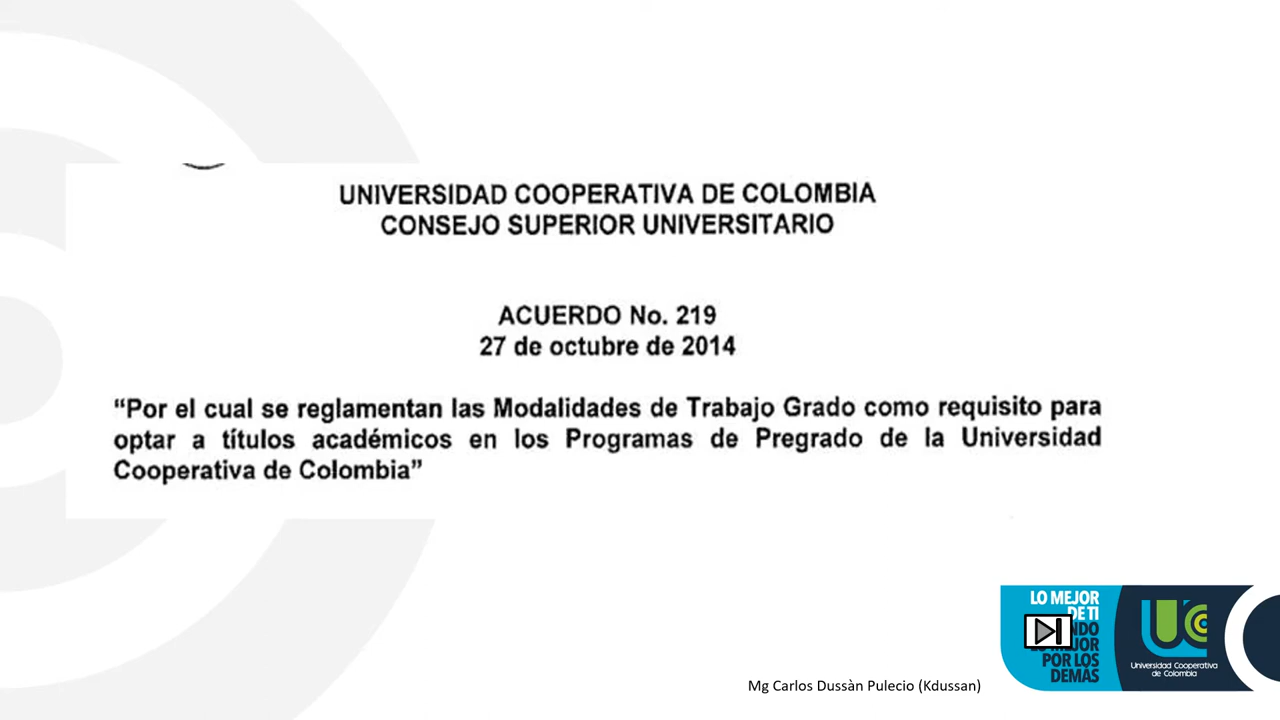 UNIVERSIDAD COOPERATIVA DE COLOMBIA
CONSEJO SUPERIOR UNIVERSITARIO
ACUERDO No. 219
27 de octubre de 2014
“Por el cual se reglamentan las Modalidades de Trabajo Grado como requisito para
optar a títulos académicos en los Programas de Pregrado de la Universidad
Cooperativa de Colombia”
LO MEJOR
DE TI
POR LOS
DEMÁS
Universidad Cooperativa
de Colombia
Mg Carlos Dussàn Pulecio (Kdussan)